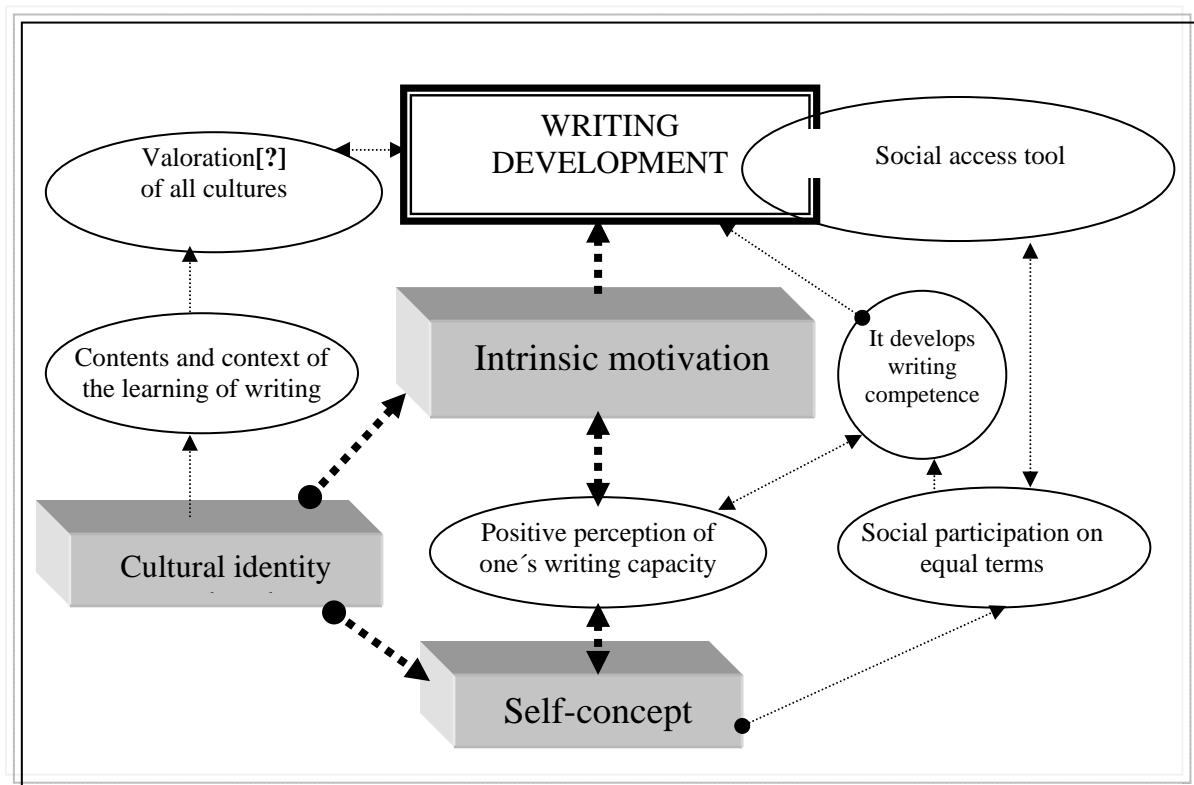 WRITING
DEVELOPMENT
Valoration[?]
of all cultures
Social access tool
Contents and context of
the learning of writing
Intrinsic motivation
It develops
writing
competence
Cultural identity
Positive perception of
one´s writing capacity
Social participation on
equal terms
Self-concept